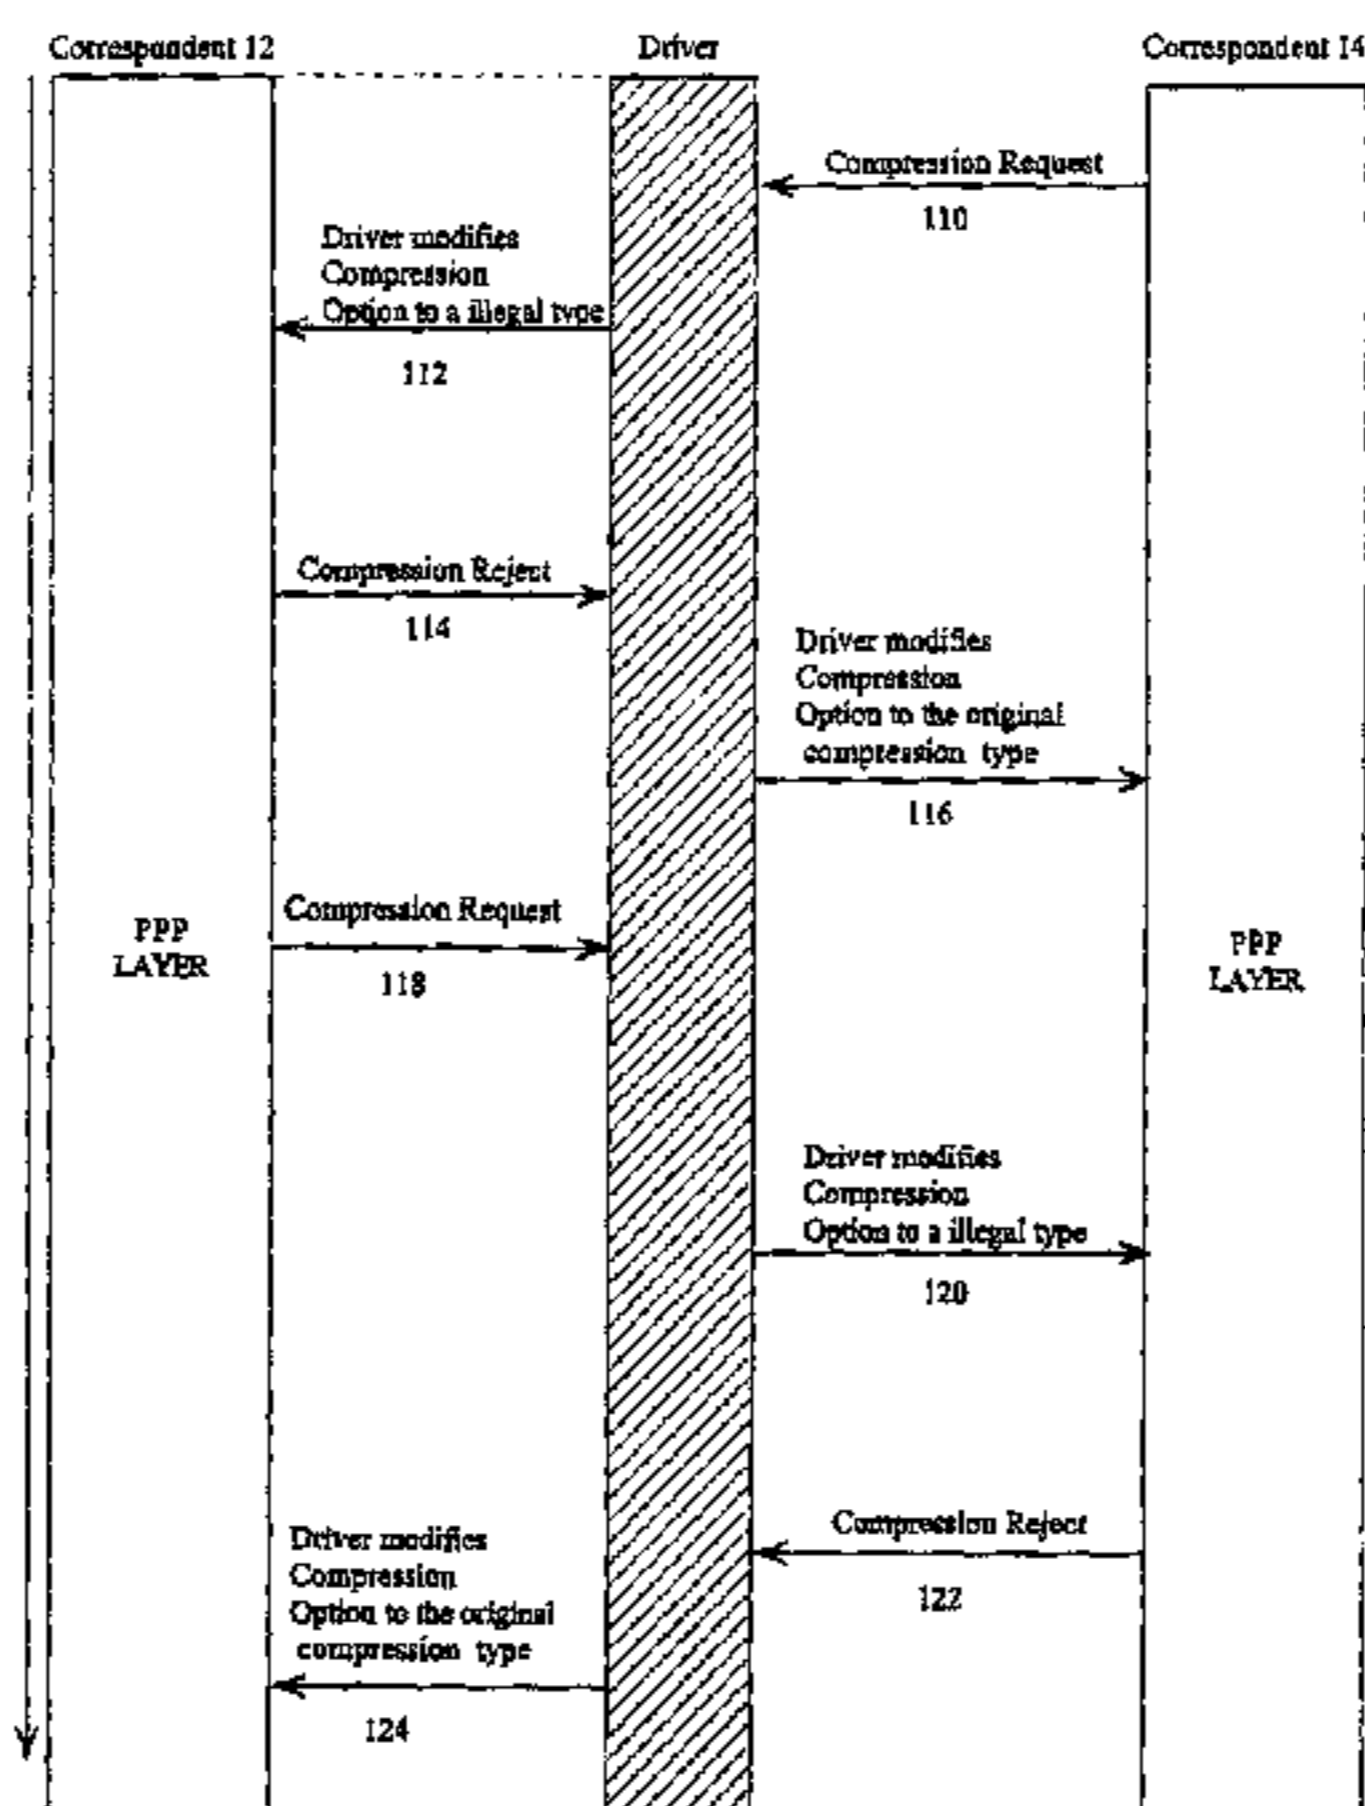 Correspondent 12
Driver
Correspondent 14
Compression Request
110
Driver modifies
Compression
Option to a illegal type
112
Compression Reject
114
Driver modifies
Compression
Option to the original
compression type
116
Compression Request
118
PPP
LAYER
PPP
LAYER
Driver modifies
Compression
Option to a illegal type
120
Compression Reject
122
Driver modifies
Compression
Option to the original
compression type
124